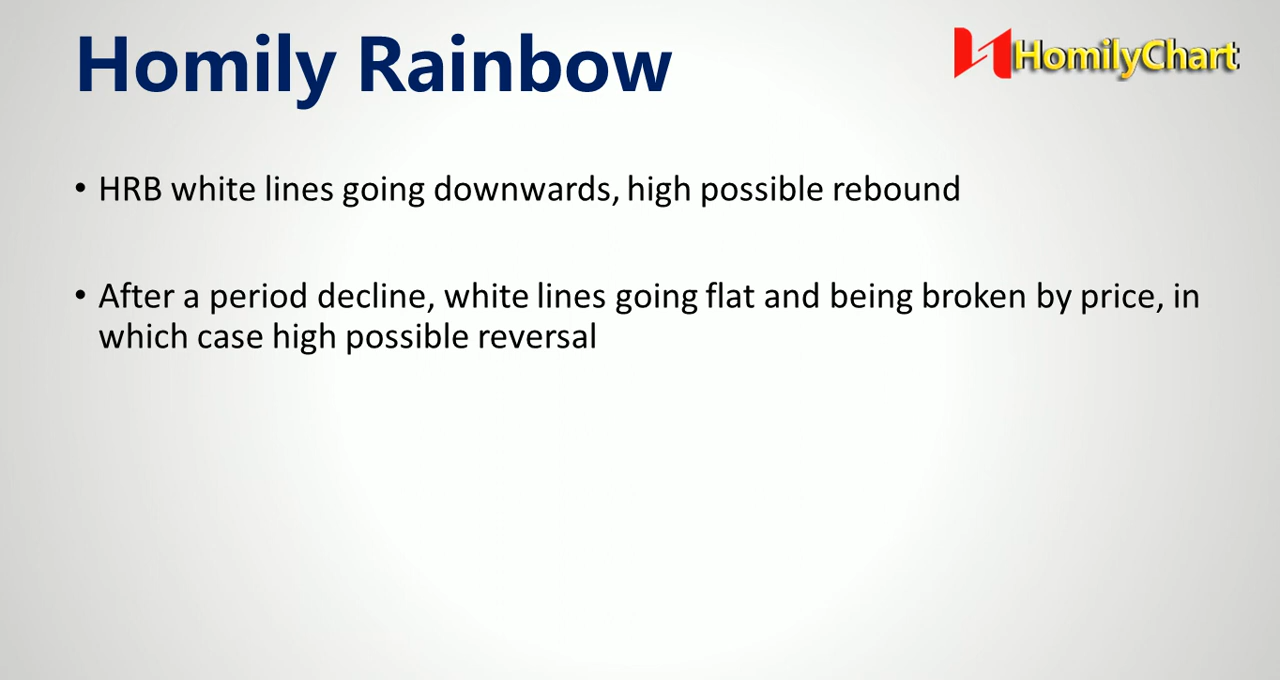 Homily Rainbow
HomilyChart
• HRB white lines going downwards, high possible rebound
• After a period decline, white lines going flat and being broken by price, in
which case high possible reversal